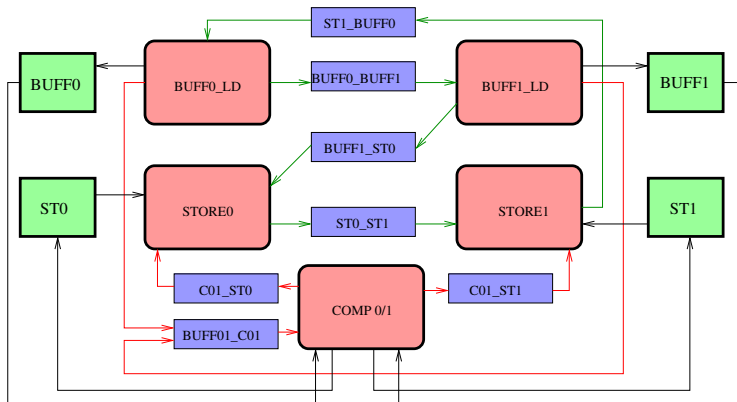 ST1_BUFF0
BUFF0
BUFF0_LD
BUFF0_BUFF1
BUFF1_LD
BUFF1
BUFF1_ST0
ST0
STORE0
ST0_ST1
STORE1
ST1
C01_ST0
COMP 0/1
C01_ST1
BUFF01_C01